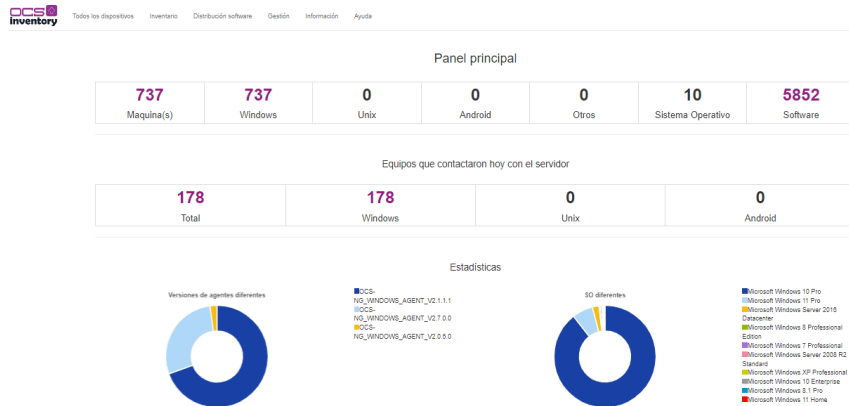 OCS
inventory
Todos los dispositivos Inventario Distribución software Gestión Información Ayuda
Panel principal
737 737 0 0 0 10 5852
Maquina(s) Windows Unix Android Otros Sistema Operativo Software
Equipos que contactaron hoy con el servidor
178 178 0 0
Total Windows Unix Android
Estadísticas
Versiones de agentes diferentes
OCS-
NG_WINDOWS_AGENT_V2.1.1.1
OCS-
NG_WINDOWS_AGENT_V2.7.0.0
OCS-
NG_WINDOWS_AGENT_V2.0.5.0
SO diferentes
Microsoft Windows 10 Pro
Microsoft Windows 11 Pro
Microsoft Windows Server 2016
Datacenter
Microsoft Windows 8 Professional
Edition
Microsoft Windows 7 Professional
Microsoft Windows Server 2008 R2
Standard
Microsoft Windows XP Professional
Microsoft Windows 10 Enterprise
Microsoft Windows 8.1 Pro
Microsoft Windows 11 Home